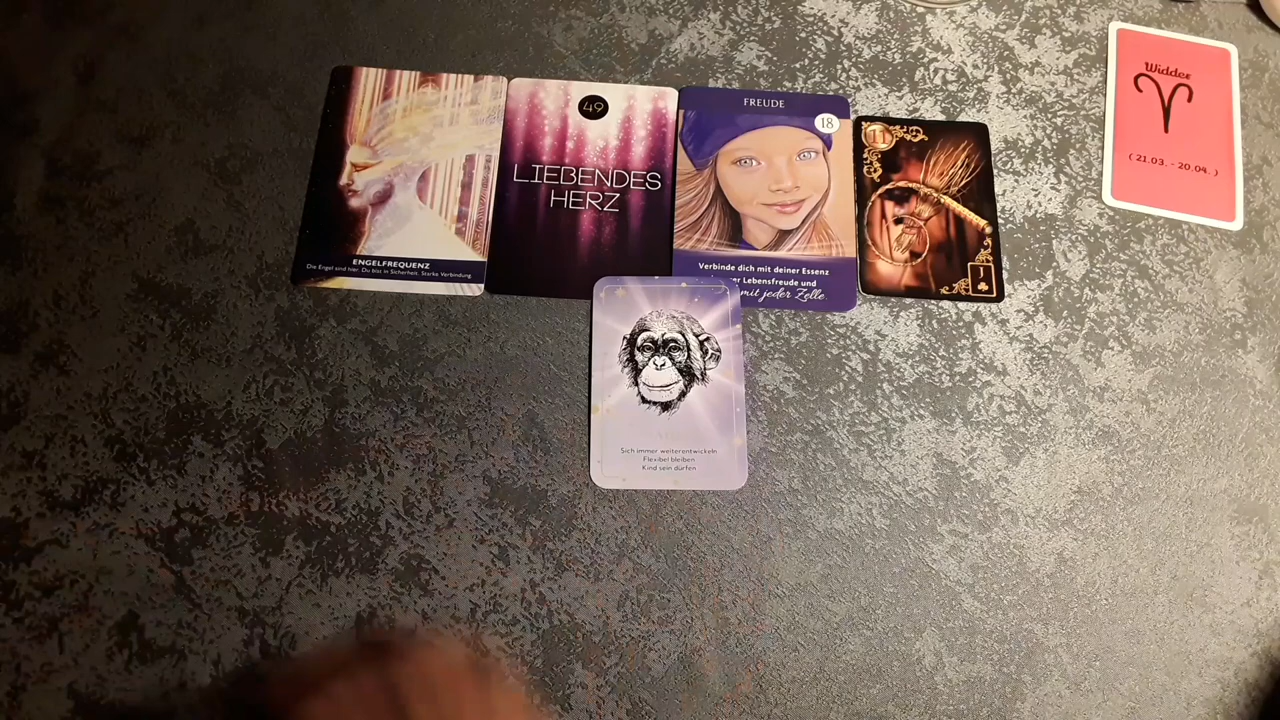 ENGELFREQUENZ
Die Engel sind hier. Du bist in Sicherheit. Starke Verbindung.
49
LIEBENDES
HERZ
FREUDE
18
Verbinde dich mit deiner Essenz
Lebensfreude und
mit jeder Zelle.
11
J
Widder
( 21.03. - 20.04. )
Sich immer weiterentwickeln
Flexibel bleiben
Kind sein dürfen